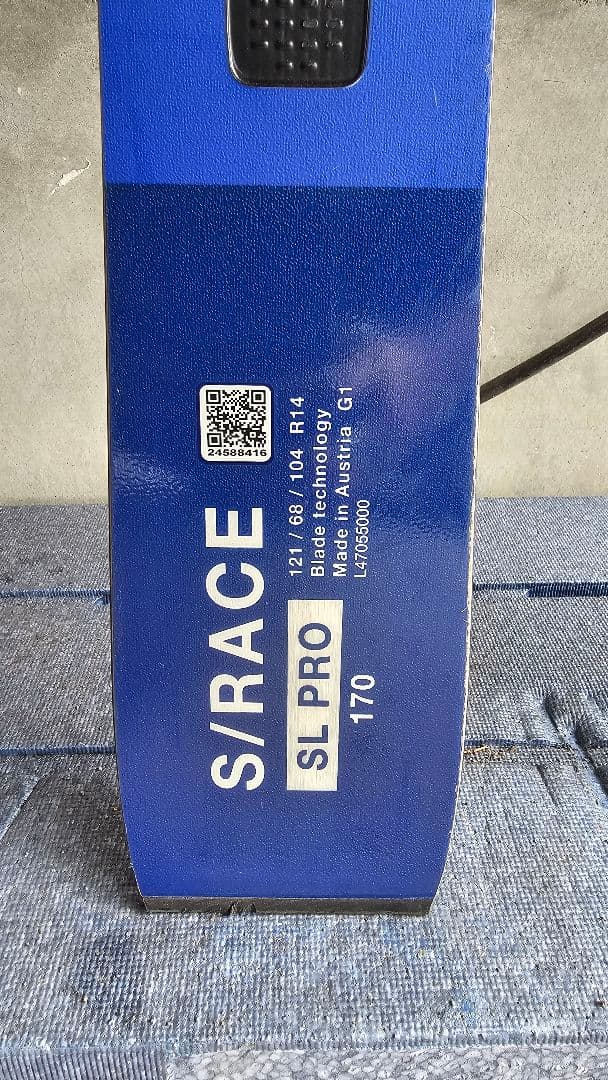 24588416
121 / 68 / 104 R14
Blade technology
Made in Austria G1
L47055000
S/RACE
SL PRO
170